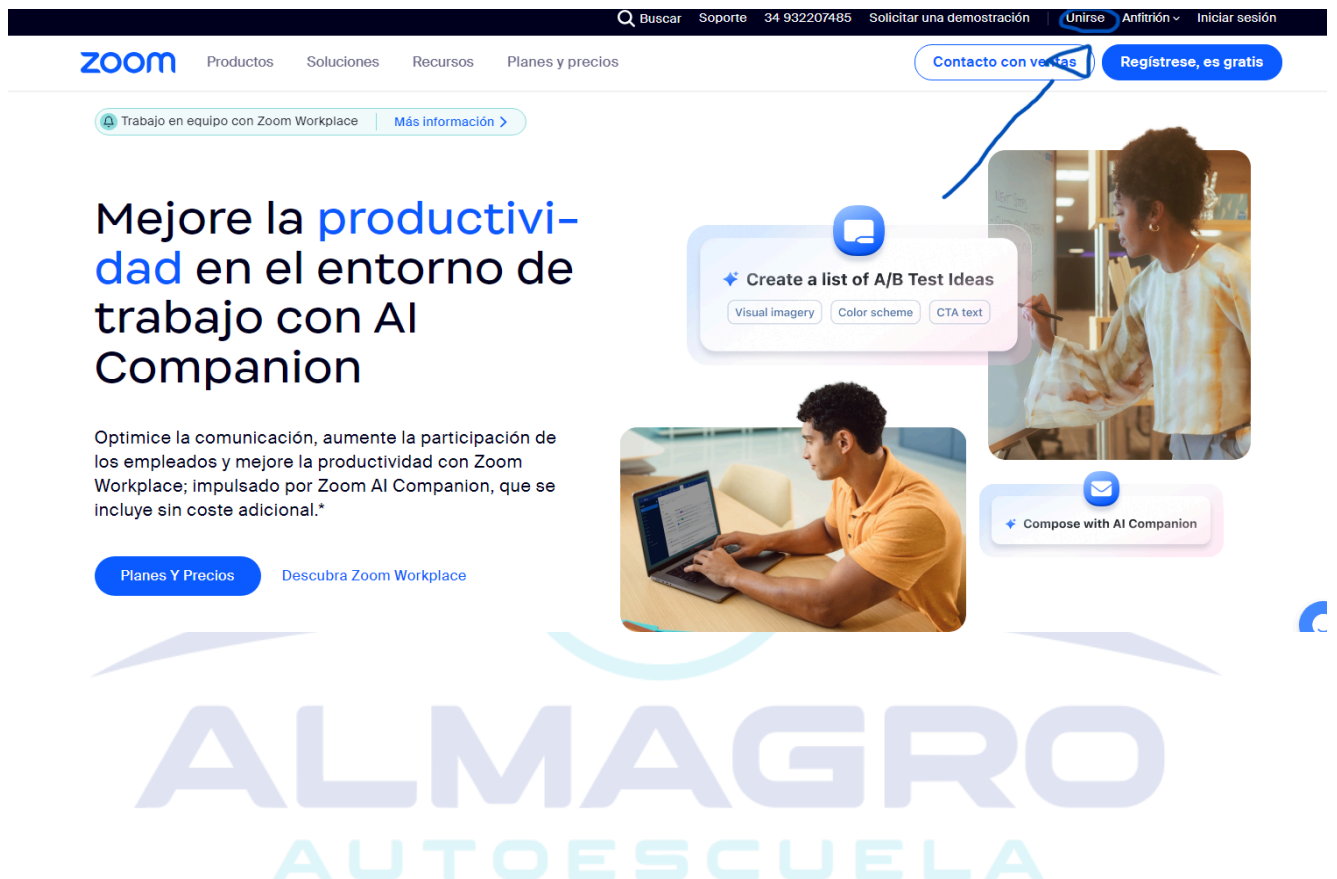 Buscar Soporte 34 932207485 Solicitar una demostración Unirse Anfitrión Iniciar sesión
zoom Productos Soluciones Recursos Planes y precios Contacto con ventas Regístrese, es gratis
Trabajo en equipo con Zoom Workplace Más información
Mejore la productivi-
dad en el entorno de
trabajo con AI
Companion
Optimice la comunicación, aumente la participación de
los empleados y mejore la productividad con Zoom
Workplace; impulsado por Zoom AI Companion, que se
incluye sin coste adicional.*
Planes Y Precios Descubra Zoom Workplace
Create a list of A/B Test Ideas
Visual imagery Color scheme CTA text
Compose with AI Companion
ALMAGRO
AUTOESCUELA